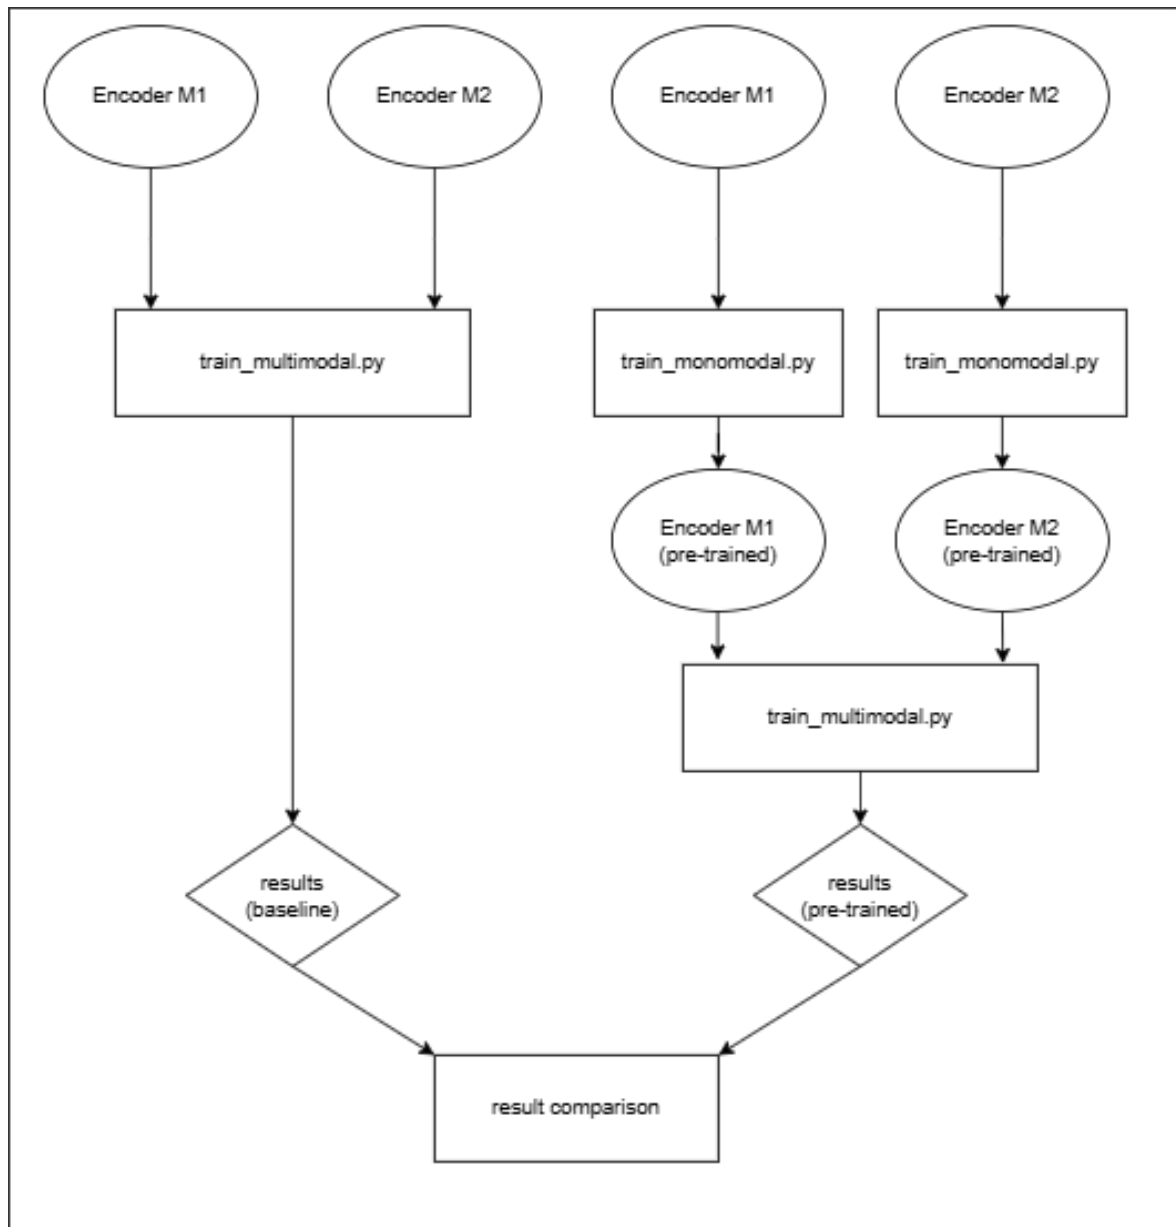 Encoder M1
Encoder M2
Encoder M1
Encoder M2
train_multimodal.py
train_monomodal.py
train_monomodal.py
Encoder M1
(pre-trained)
Encoder M2
(pre-trained)
train_multimodal.py
results
(baseline)
results
(pre-trained)
result comparison